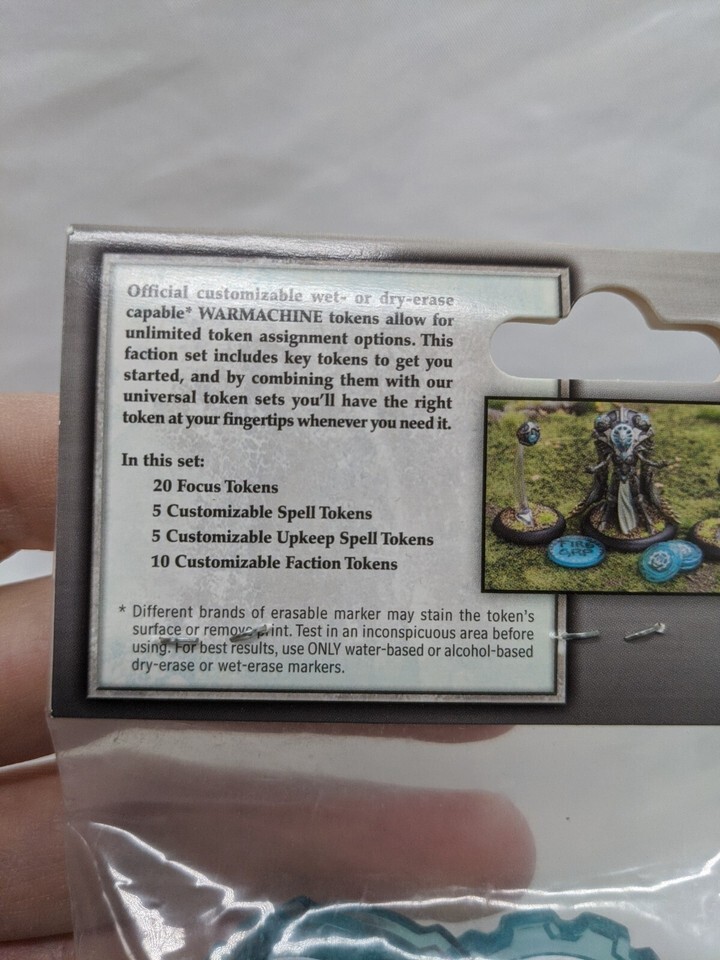 Official customizable wet- or dry-erase
capable* WARMACHINE tokens allow for
unlimited token assignment options. This
faction set includes key tokens to get you
started, and by combining them with our
universal token sets you'll have the right
token at your fingertips whenever you need it.
In this set:
20 Focus Tokens
5 Customizable Spell Tokens
5 Customizable Upkeep Spell Tokens
10 Customizable Faction Tokens
* Different brands of erasable marker may stain the token's
surface or remove print. Test in an inconspicuous area before
using. For best results, use ONLY water-based or alcohol-based
dry-erase or wet-erase markers.
FIRE